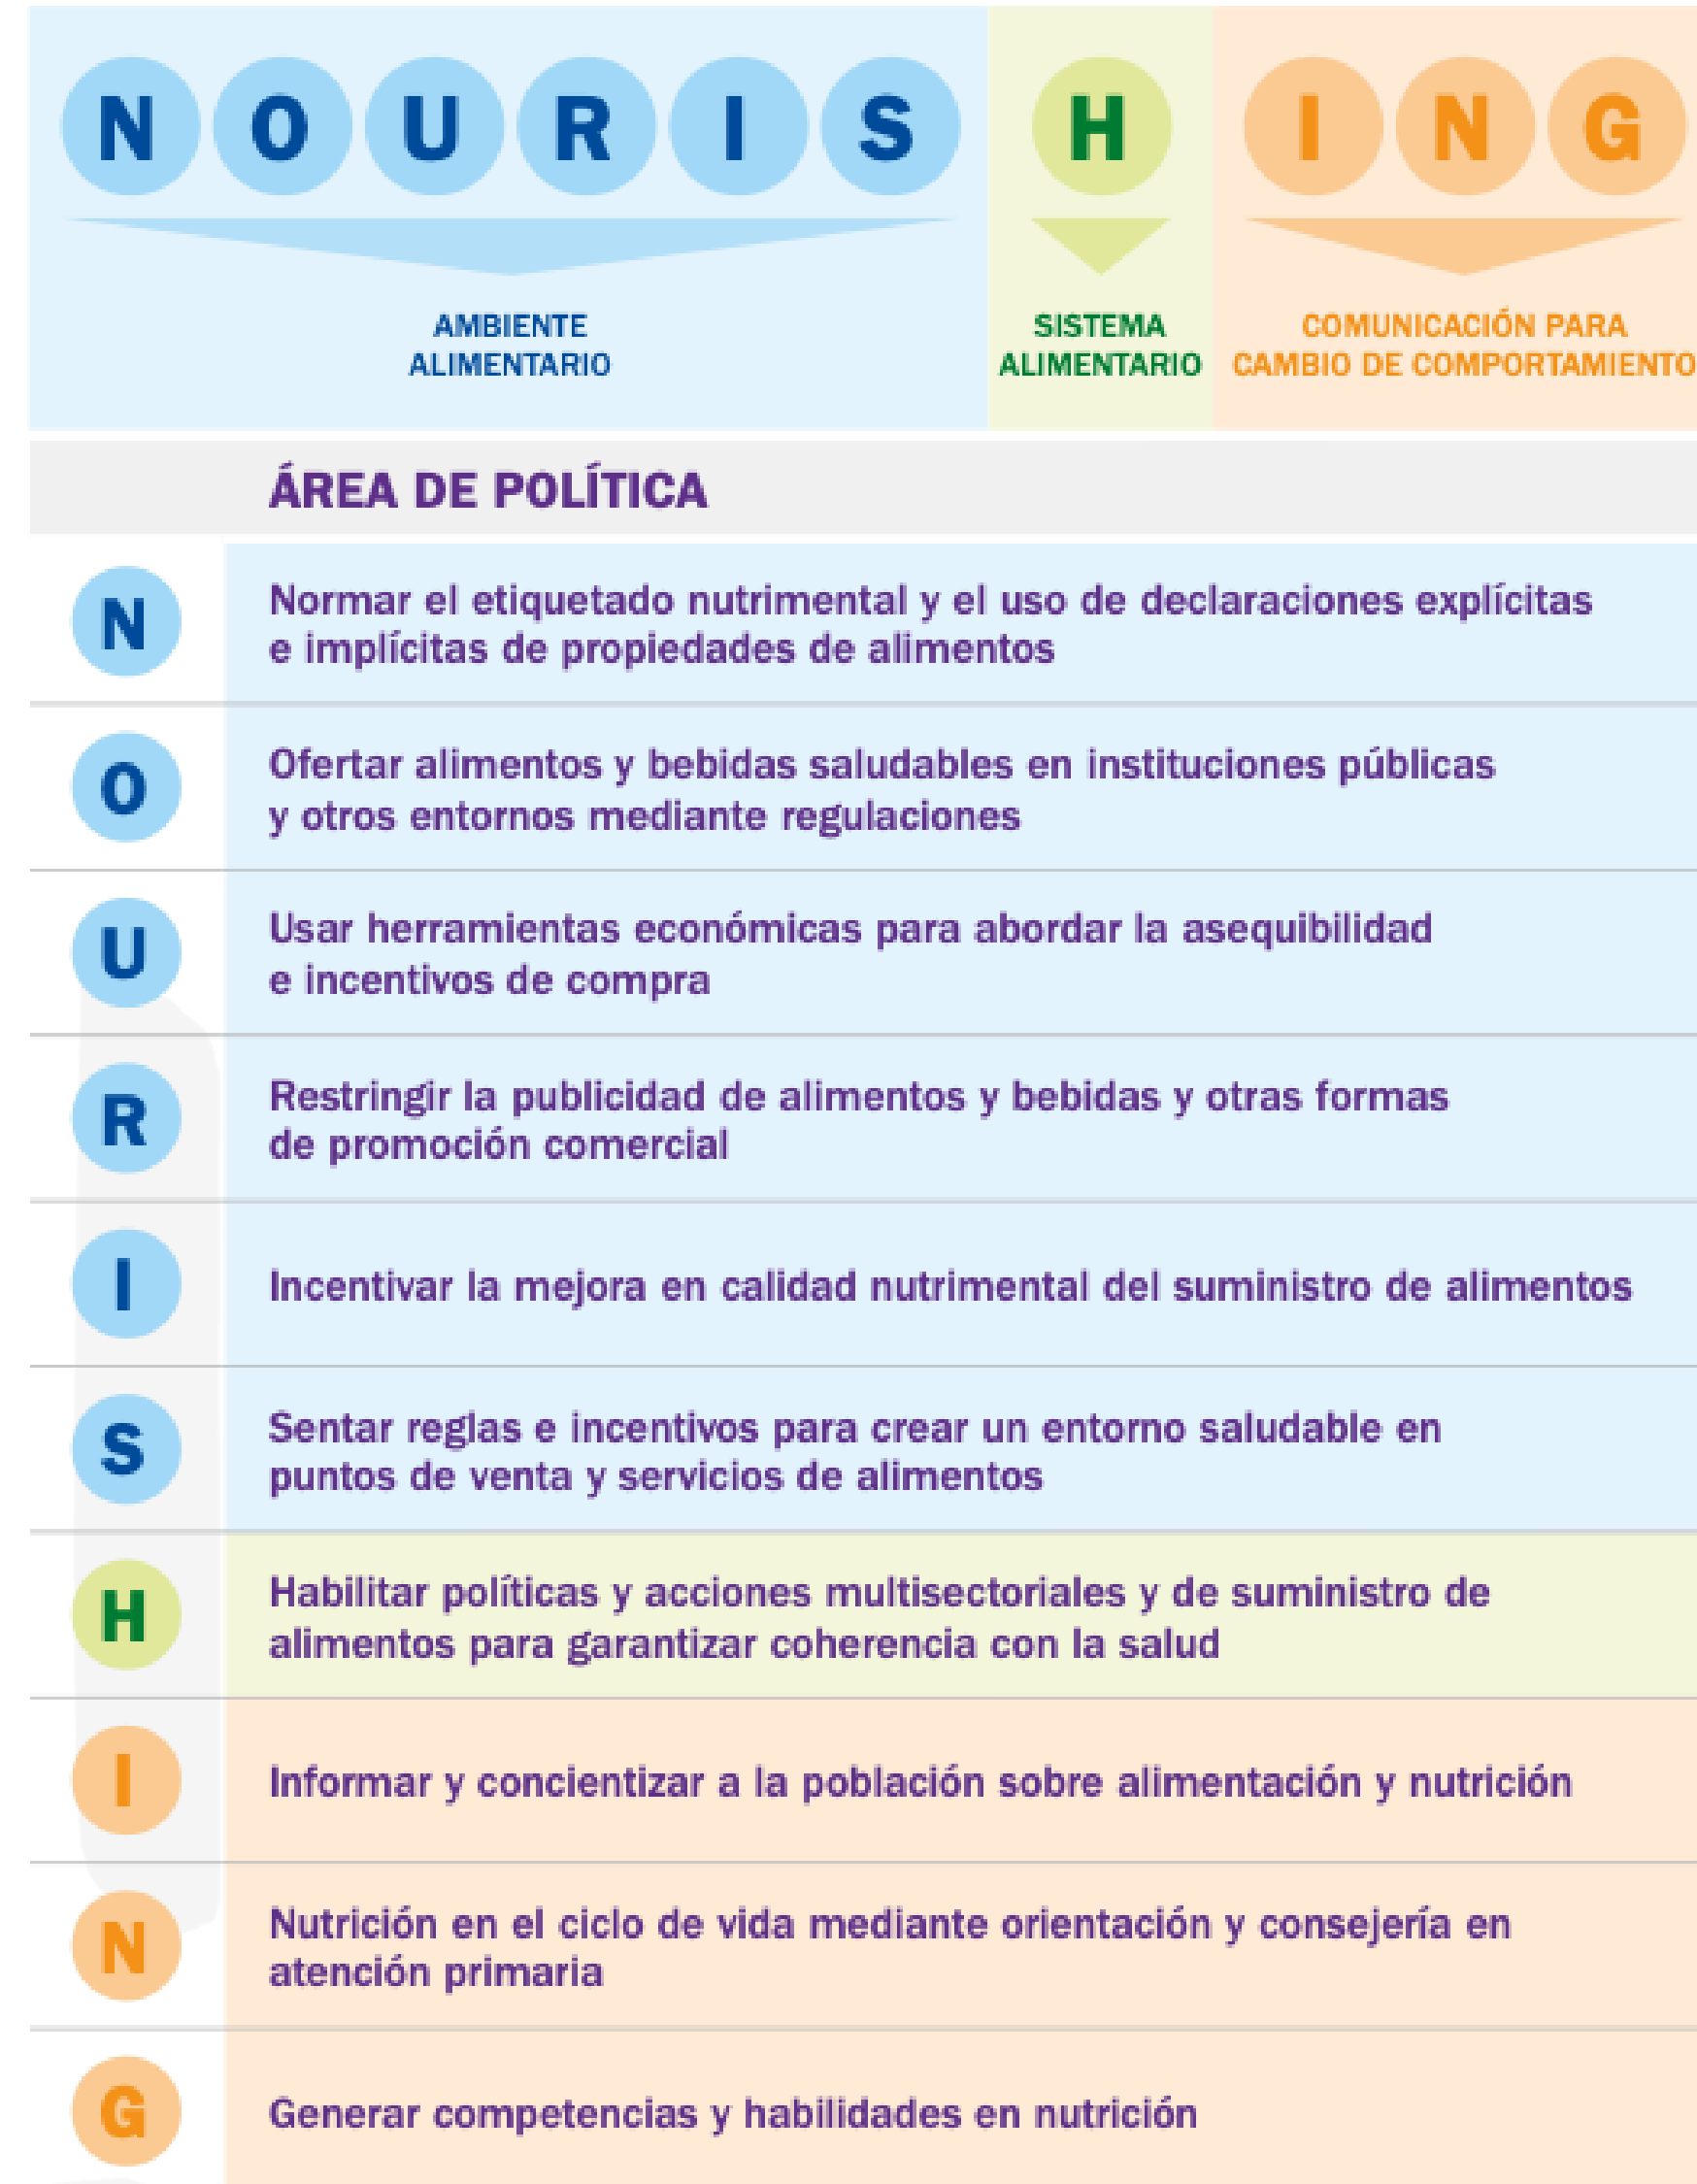 N O U R I S H I N G
AMBIENTE
ALIMENTARIO
SISTEMA
ALIMENTARIO
COMUNICACIÓN PARA
CAMBIO DE COMPORTAMIENTO
ÁREA DE POLÍTICA
N
Normar el etiquetado nutrimental y el uso de declaraciones explícitas
e implícitas de propiedades de alimentos
O
Ofertar alimentos y bebidas saludables en instituciones públicas
y otros entornos mediante regulaciones
U
Usar herramientas económicas para abordar la asequibilidad
e incentivos de compra
R
Restringir la publicidad de alimentos y bebidas y otras formas
de promoción comercial
I
Incentivar la mejora en calidad nutrimental del suministro de alimentos
S
Sentar reglas e incentivos para crear un entorno saludable en
puntos de venta y servicios de alimentos
H
Habilitar políticas y acciones multisectoriales y de suministro de
alimentos para garantizar coherencia con la salud
I
Informar y concientizar a la población sobre alimentación y nutrición
N
Nutrición en el ciclo de vida mediante orientación y consejería en
atención primaria
G
Generar competencias y habilidades en nutrición